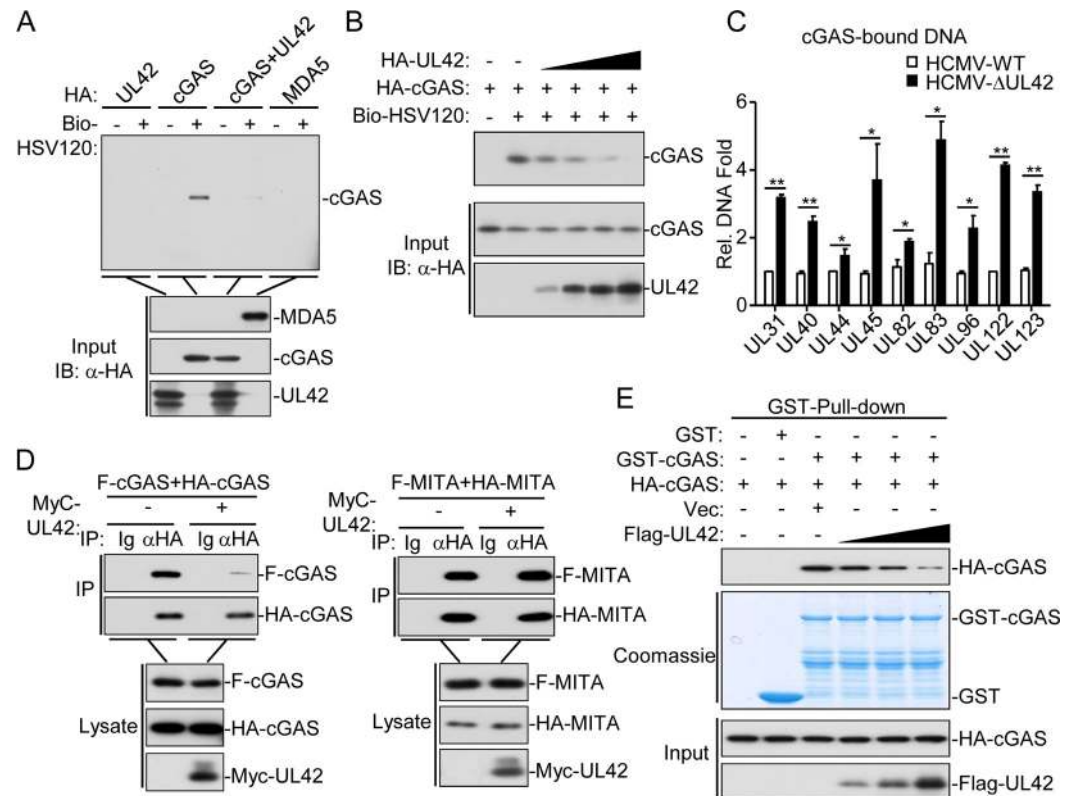 A
HA: UL42 cGAS cGAS+UL42 MDA5
Bio-HSV120: - + - + - + - +
-cGAS
Input
IB: α-HA
-MDA5
-cGAS
-UL42
B
HA-UL42: - -
HA-cGAS: + + + + + +
Bio-HSV120: - + + + + +
-cGAS
Input
IB: α-HA
-cGAS
-UL42
C
cGAS-bound DNA
HCMV-WT
HCMV-ΔUL42
Rel. DNA Fold
6
4
2
0
** ** * * * * * ** **
UL31 UL40 UL44 UL45 UL82 UL83 UL96 UL122 UL123
D
F-cGAS+HA-cGAS
MyC-UL42: - +
IP: Ig αHA Ig αHA
IP
-F-cGAS
-HA-cGAS
Lysate
-F-cGAS
-HA-cGAS
-Myc-UL42
F-MITA+HA-MITA
MyC-UL42: - +
IP: Ig αHA Ig αHA
IP
-F-MITA
-HA-MITA
Lysate
-F-MITA
-HA-MITA
-Myc-UL42
E
GST-Pull-down
GST: - + - - - -
GST-cGAS: - - + + + +
HA-cGAS: + + + + + +
Vec: - - + - - -
Flag-UL42: - - -
-HA-cGAS
Coomassie
-GST-cGAS
-GST
Input
-HA-cGAS
-Flag-UL42